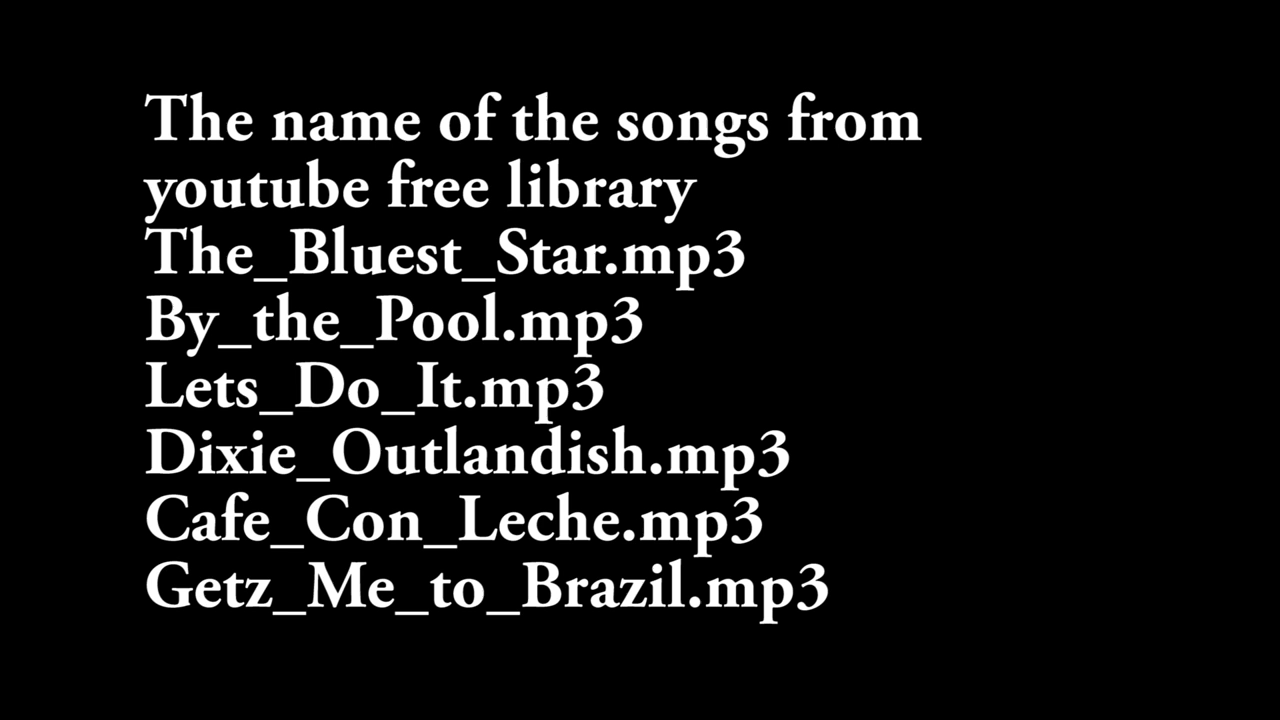 The name of the songs from
youtube free library
The_Bluest_Star.mp3
By_the_Pool.mp3
Lets_Do_It.mp3
Dixie_Outlandish.mp3
Cafe_Con_Leche.mp3
Getz_Me_to_Brazil.mp3